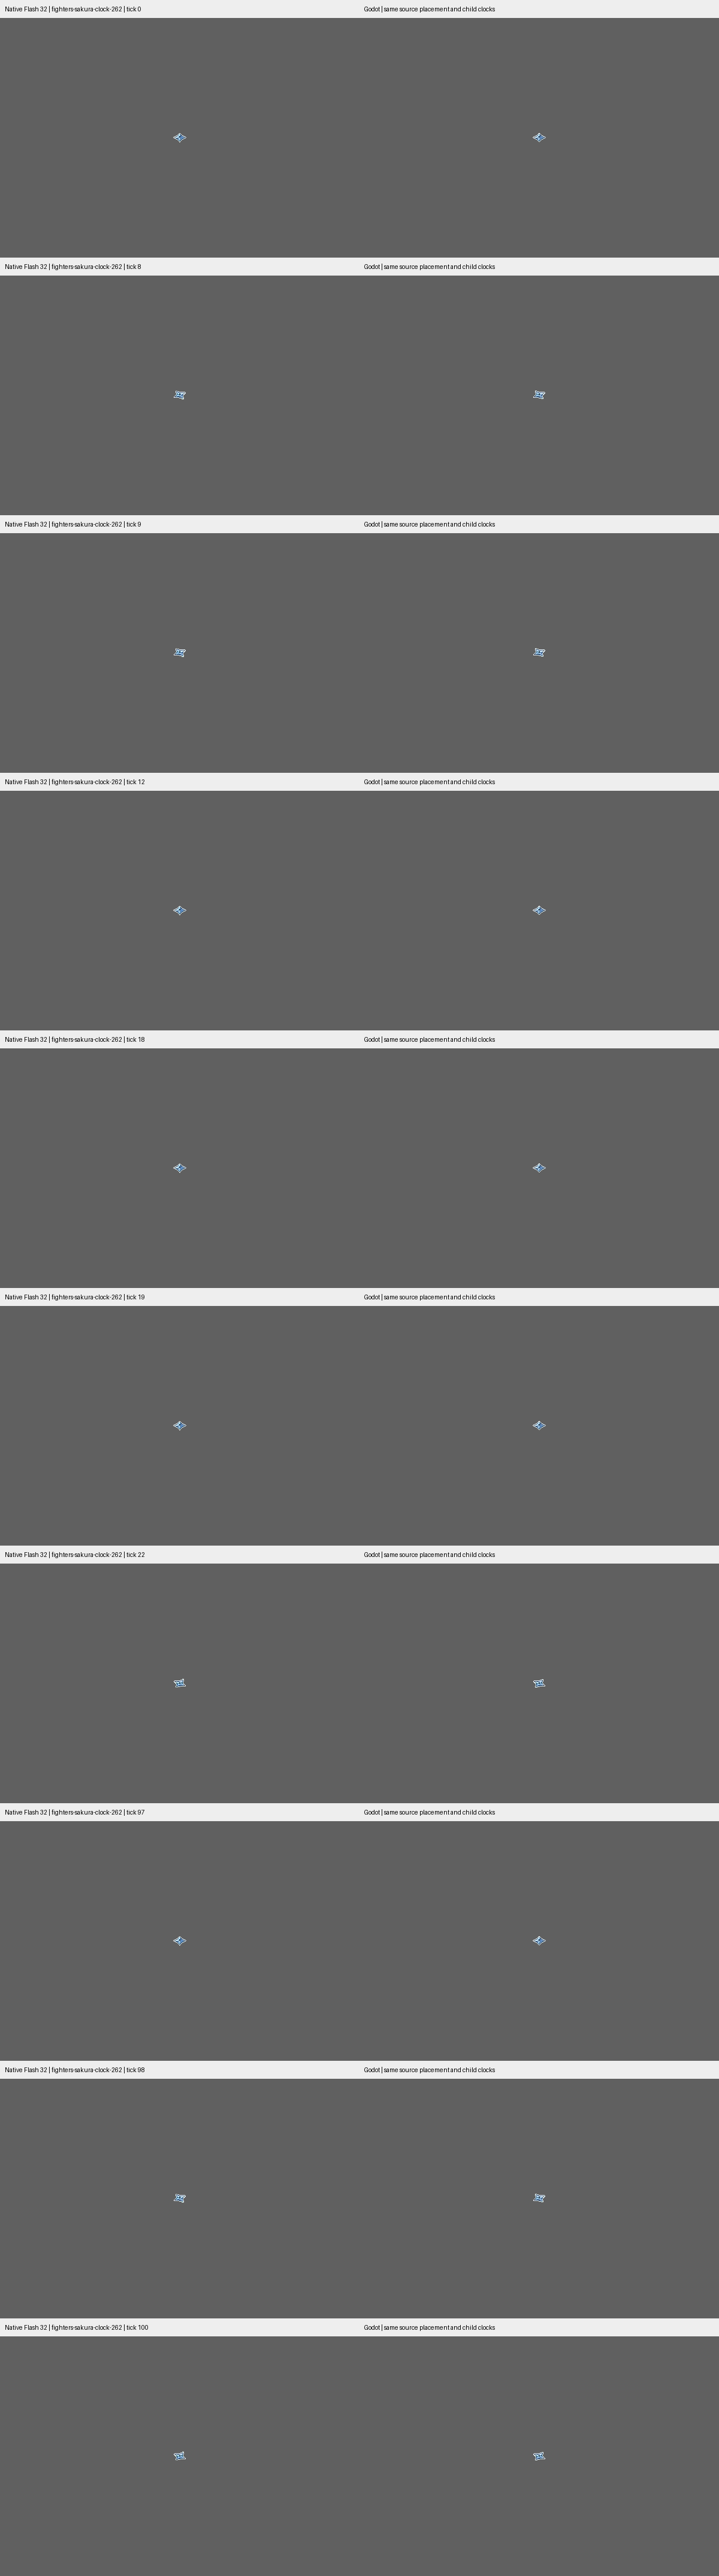 Native Flash 32 | fighters-sakura-clock-262 | tick 0
Godot | same source placement and child clocks
Native Flash 32 | fighters-sakura-clock-262 | tick 8
Godot | same source placement and child clocks
Native Flash 32 | fighters-sakura-clock-262 | tick 9
Godot | same source placement and child clocks
Native Flash 32 | fighters-sakura-clock-262 | tick 12
Godot | same source placement and child clocks
Native Flash 32 | fighters-sakura-clock-262 | tick 18
Godot | same source placement and child clocks
Native Flash 32 | fighters-sakura-clock-262 | tick 19
Godot | same source placement and child clocks
Native Flash 32 | fighters-sakura-clock-262 | tick 22
Godot | same source placement and child clocks
Native Flash 32 | fighters-sakura-clock-262 | tick 97
Godot | same source placement and child clocks
Native Flash 32 | fighters-sakura-clock-262 | tick 98
Godot | same source placement and child clocks
Native Flash 32 | fighters-sakura-clock-262 | tick 100
Godot | same source placement and child clocks